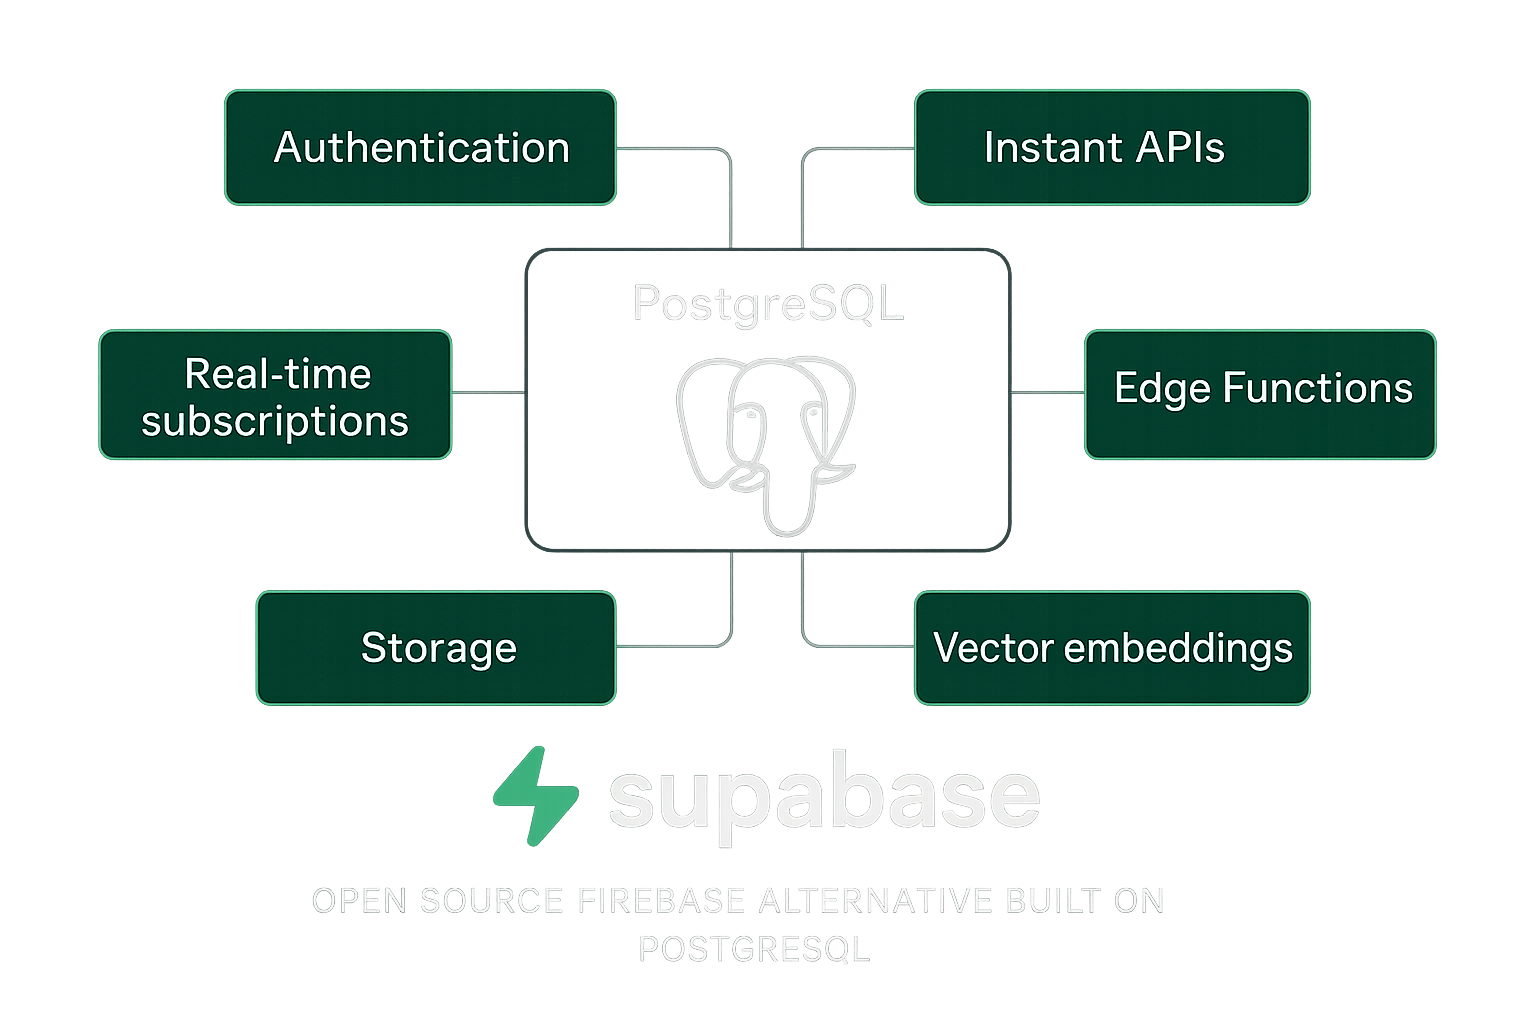 Authentication
Instant APIs
PostgreSQL
Real-time
subscriptions
Edge Functions
Storage
Vector embeddings
supabase
OPEN SOURCE FIREBASE ALTERNATIVE BUILT ON
POSTGRESQL